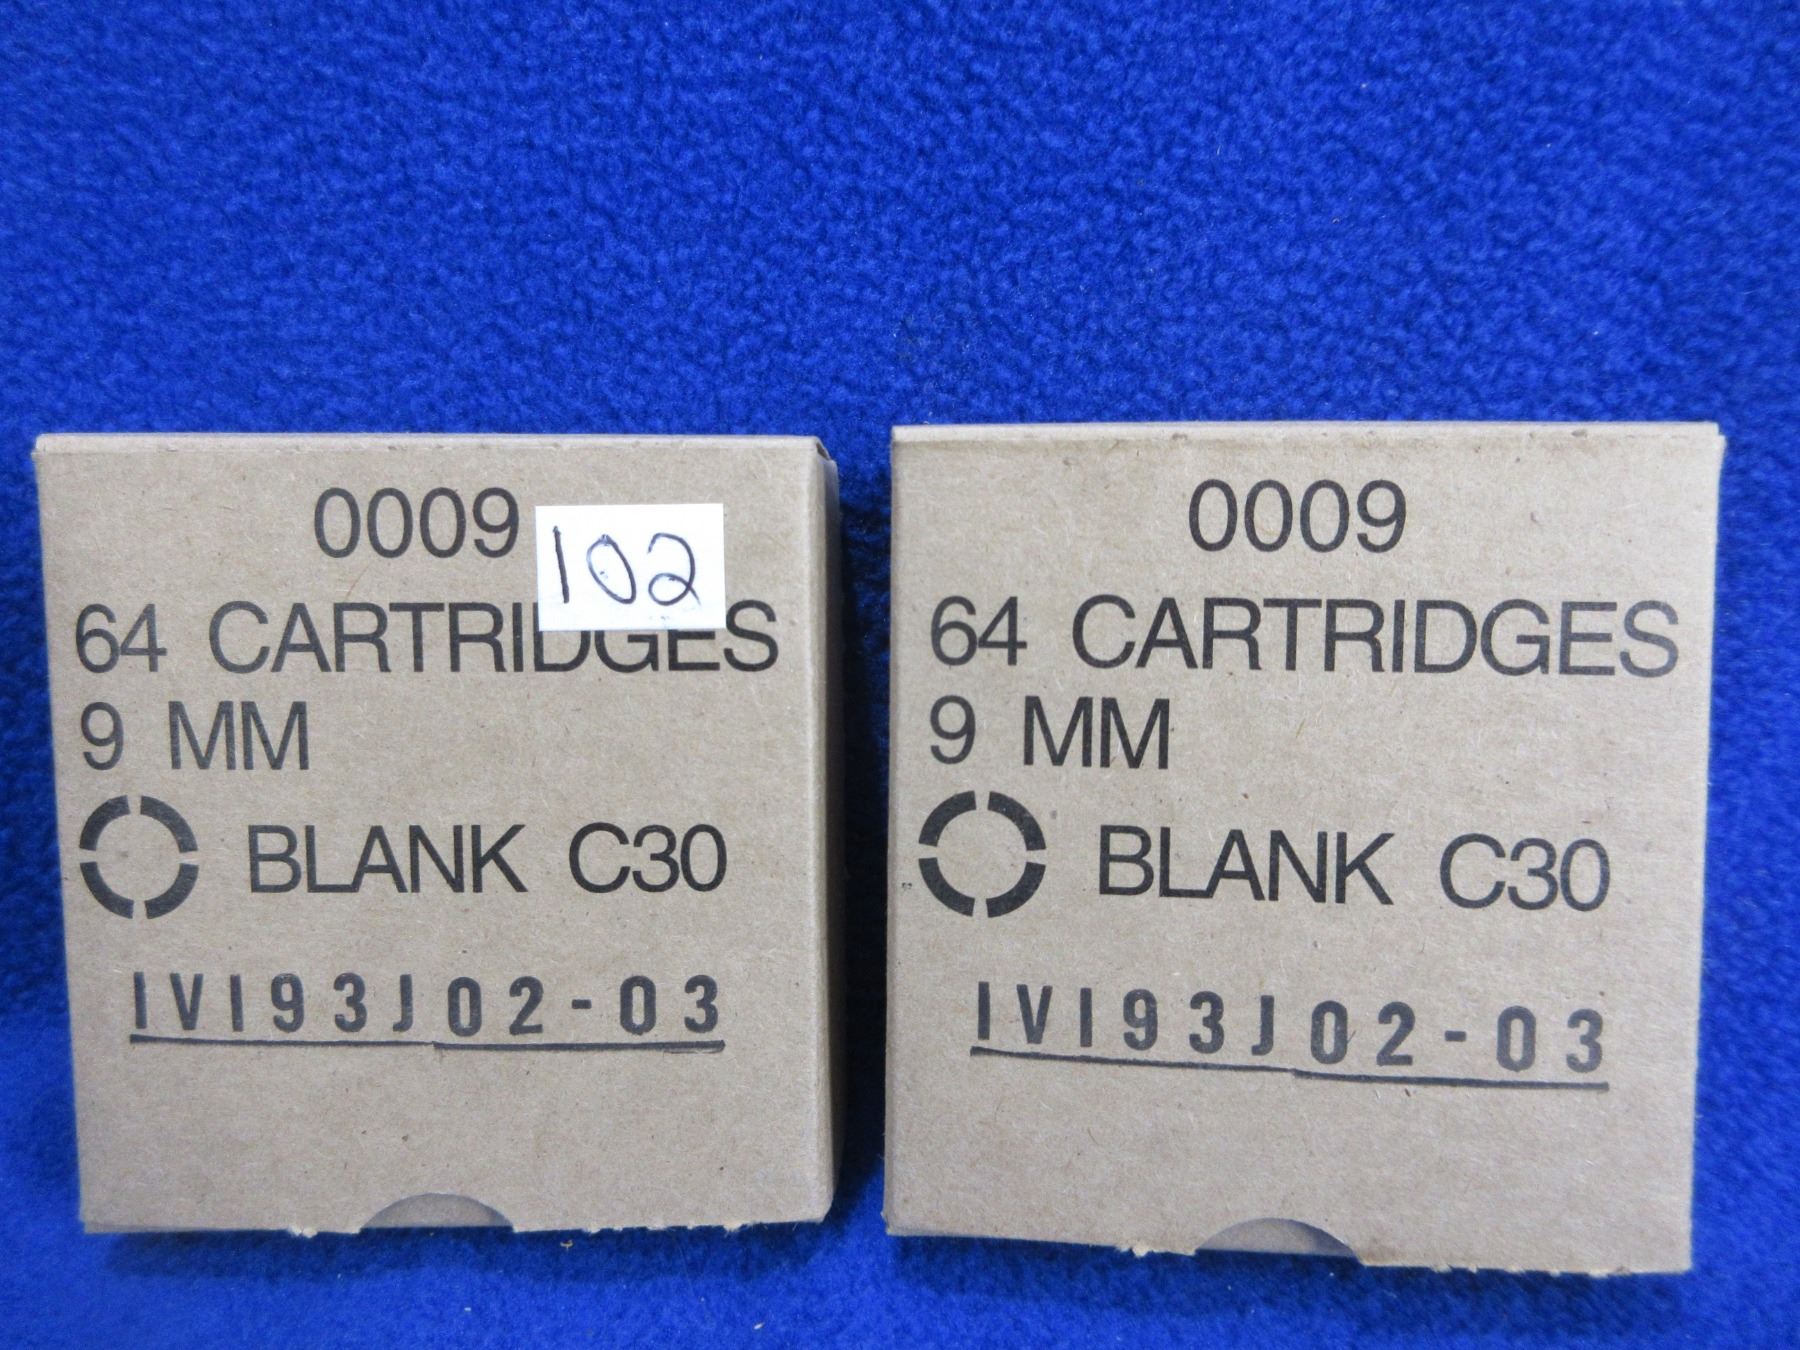 0009
102
64 CARTRIDGES
9 MM
BLANK C30
IVI93J02-03
0009
64 CARTRIDGES
9 MM
BLANK C30
IVI93J02-03